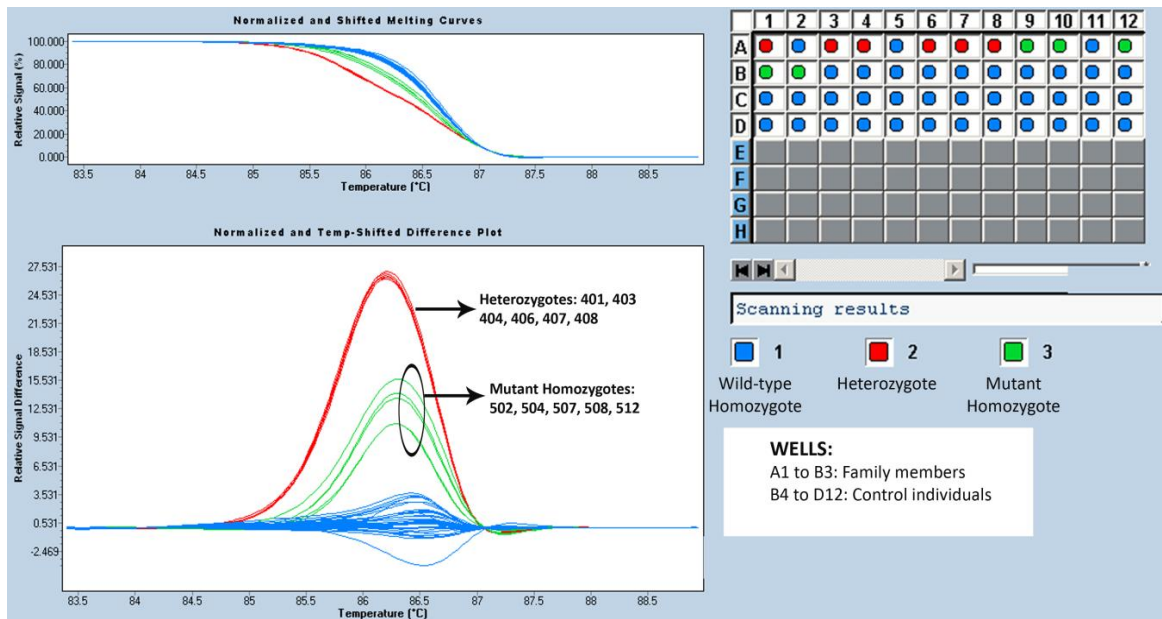 Normalized and Shifted Melting Curves
Relative Signal (%)
100.000
80.000
60.000
40.000
20.000
0.000
83.5 84 84.5 85 85.5 86 86.5 87 87.5 88 88.5
Temperature (°C)
Normalized and Temp-Shifted Difference Plot
Relative Signal Difference
27.531
24.531
21.531
18.531
15.531
12.531
9.531
6.531
3.531
0.531
-2.469
Heterozygotes: 401, 403
404, 406, 407, 408
Mutant Homozygotes:
502, 504, 507, 508, 512
83.5 84 84.5 85 85.5 86 86.5 87 87.5 88 88.5
Temperature (°C)
1 2 3 4 5 6 7 8 9 10 11 12
A
B
C
D
E
F
G
H
Scanning results
1 2 3
Wild-type
Homozygote
Heterozygote
Mutant
Homozygote
WELLS:
A1 to B3: Family members
B4 to D12: Control individuals